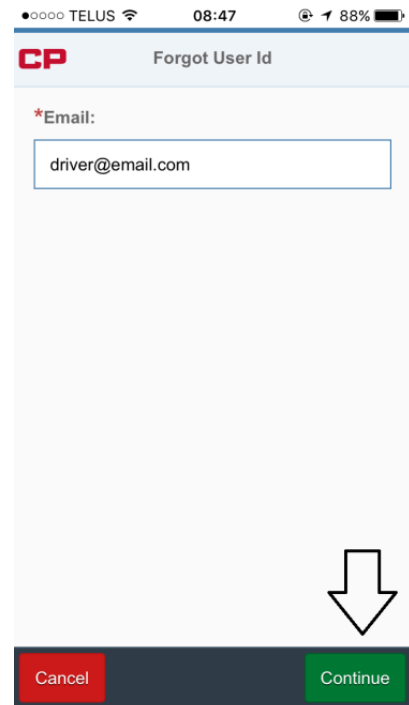 TELUS 08:47 88%
CP Forgot User Id
*Email:
driver@email.com
Cancel Continue